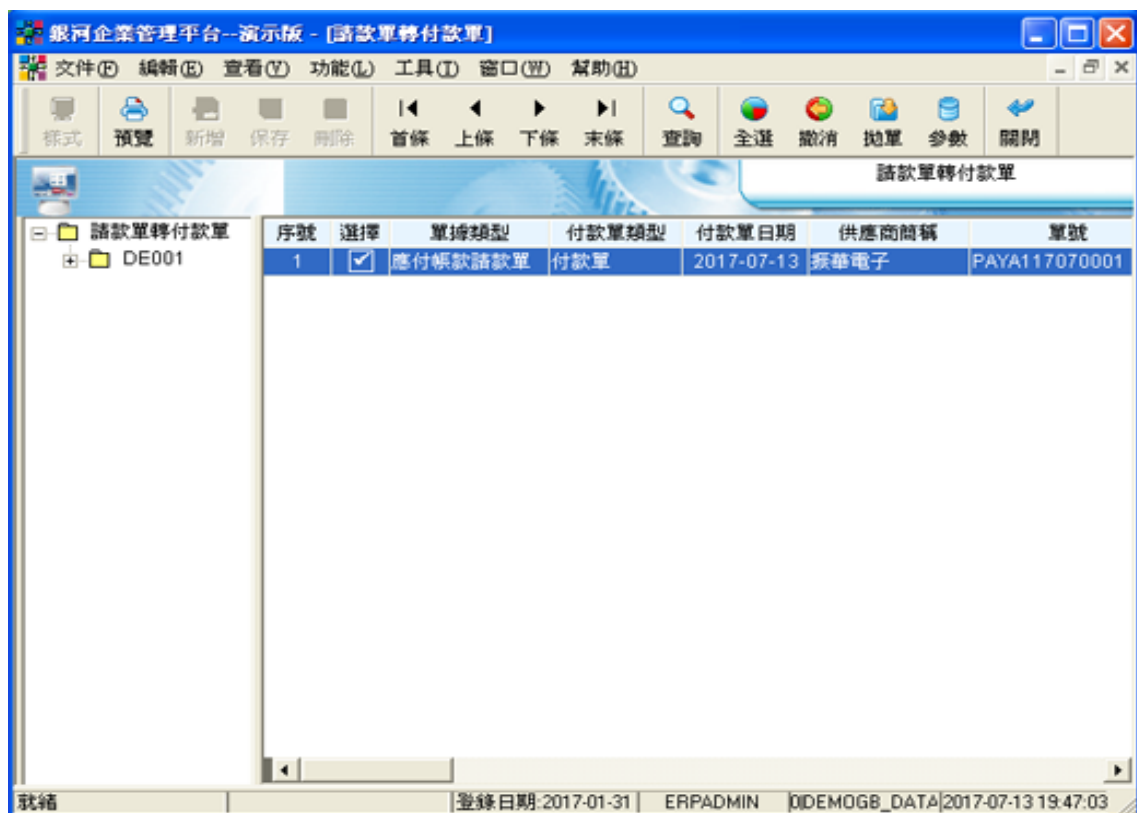 銀河企業管理平台--演示版 - [請款單轉付款單]
交件(F) 編輯(E) 查看(V) 功能(L) 工具(T) 窗口(W) 幫助(H)
樣式 預覽 新增 保存 刪除 首條 上條 下條 末條 查詢 全選 撤消 拋單 參數 關閉
請款單轉付款單
請款單轉付款單
DE001
序號 選擇 單據類型 付款單類型 付款單日期 供應商簡稱 單號
1 應付帳款請款單 付款單 2017-07-13 振華電子 PAYA117070001
就緒 登錄日期:2017-01-31 ERPADMIN DEMOGB_DATA 2017-07-13 19:47:03